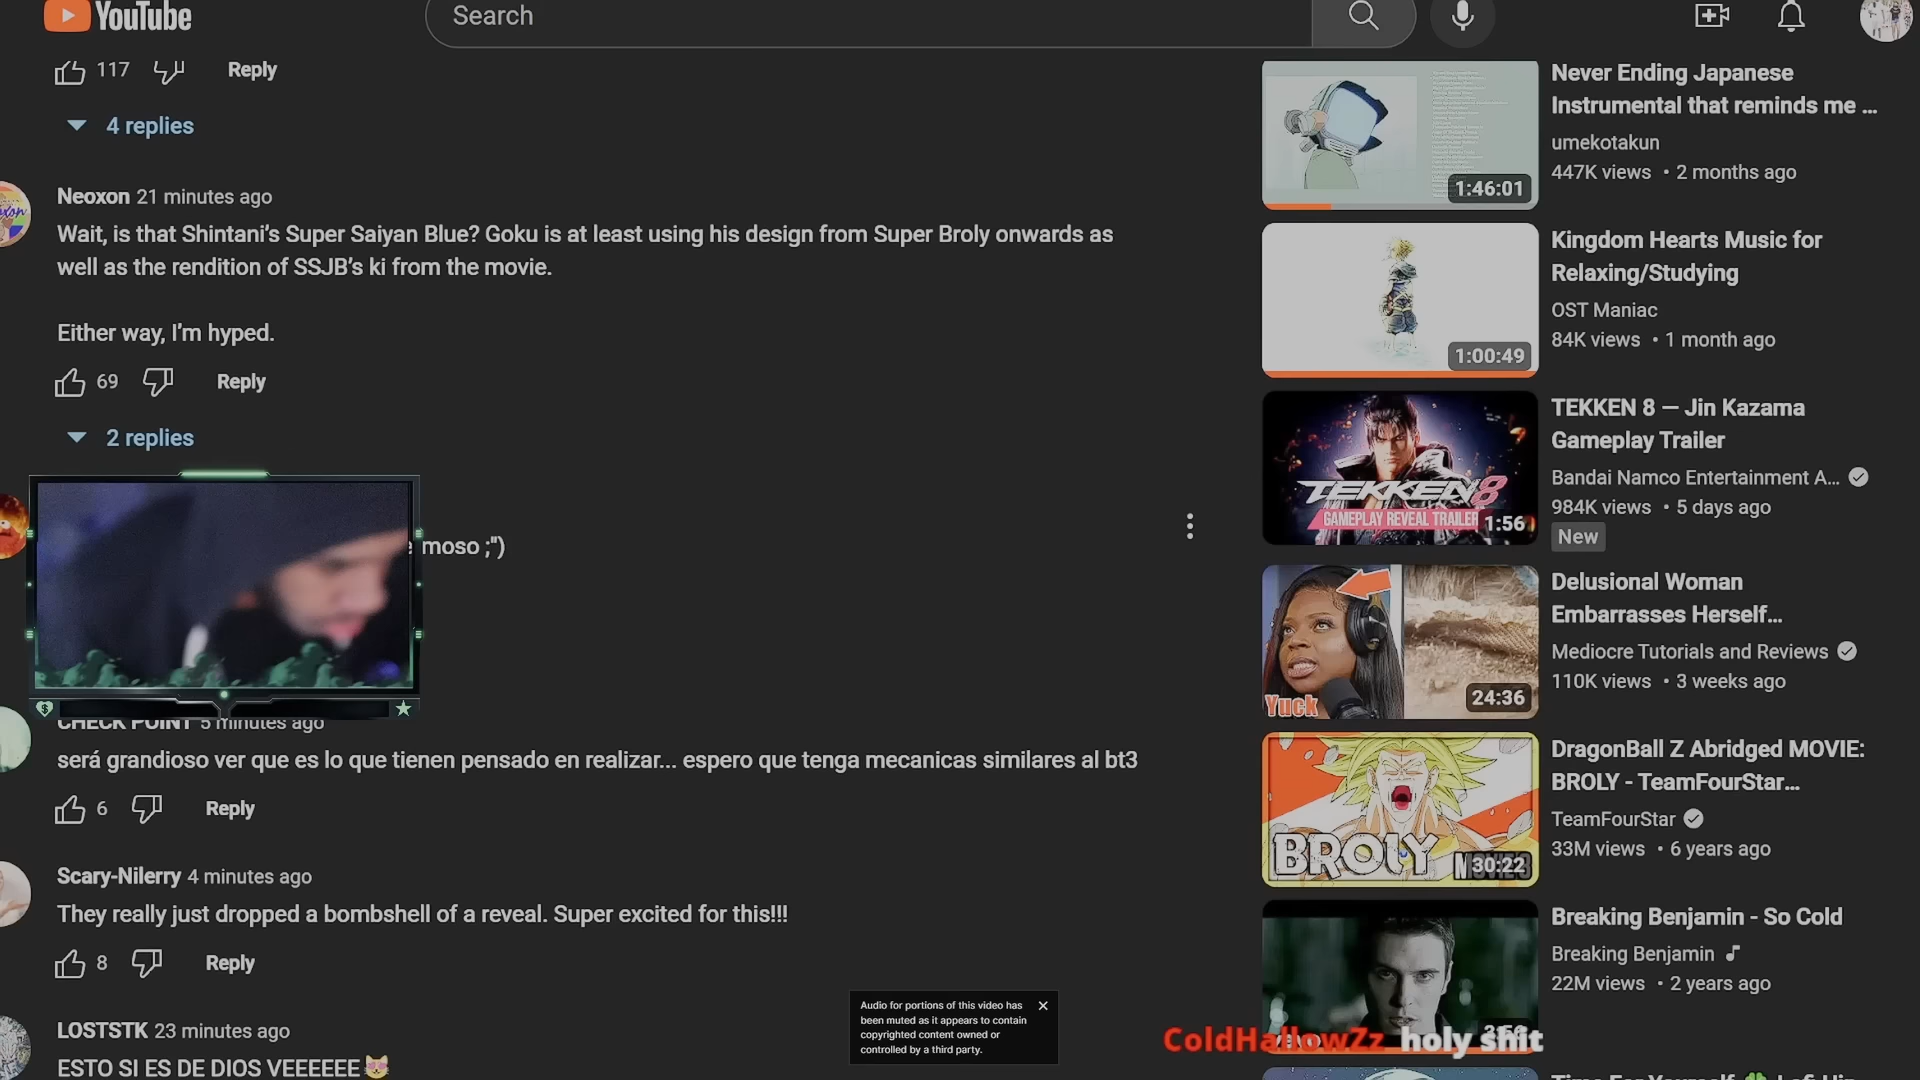 YouTube
Search
117 Reply
4 replies
Neoxon 21 minutes ago
Wait, is that Shintani’s Super Saiyan Blue? Goku is at least using his design from Super Broly onwards as
well as the rendition of SSJB’s ki from the movie.
Either way, I’m hyped.
69 Reply
2 replies
moso ;")
CHECK POINT 5 minutes ago
será grandioso ver que es lo que tienen pensado en realizar... espero que tenga mecanicas similares al bt3
6 Reply
Scary-Nilerry 4 minutes ago
They really just dropped a bombshell of a reveal. Super excited for this!!!
8 Reply
LOSTSTK 23 minutes ago
ESTO SI ES DE DIOS VEEEEEE😻
Audio for portions of this video has
been muted as it appears to contain
copyrighted content owned or
controlled by a third party.
ColdHallowZz holy shit
1:46:01
Never Ending Japanese
Instrumental that reminds me ...
umekotakun
447K views • 2 months ago
1:00:49
Kingdom Hearts Music for
Relaxing/Studying
OST Maniac
84K views • 1 month ago
TEKKEN 8
GAMEPLAY REVEAL TRAILER
1:56
TEKKEN 8 — Jin Kazama
Gameplay Trailer
Bandai Namco Entertainment A...
984K views • 5 days ago
New
Yuck
24:36
Delusional Woman
Embarrasses Herself...
Mediocre Tutorials and Reviews
110K views • 3 weeks ago
BROLY
30:22
DragonBall Z Abridged MOVIE:
BROLY - TeamFourStar...
TeamFourStar
33M views • 6 years ago
Breaking Benjamin - So Cold
Breaking Benjamin
22M views • 2 years ago